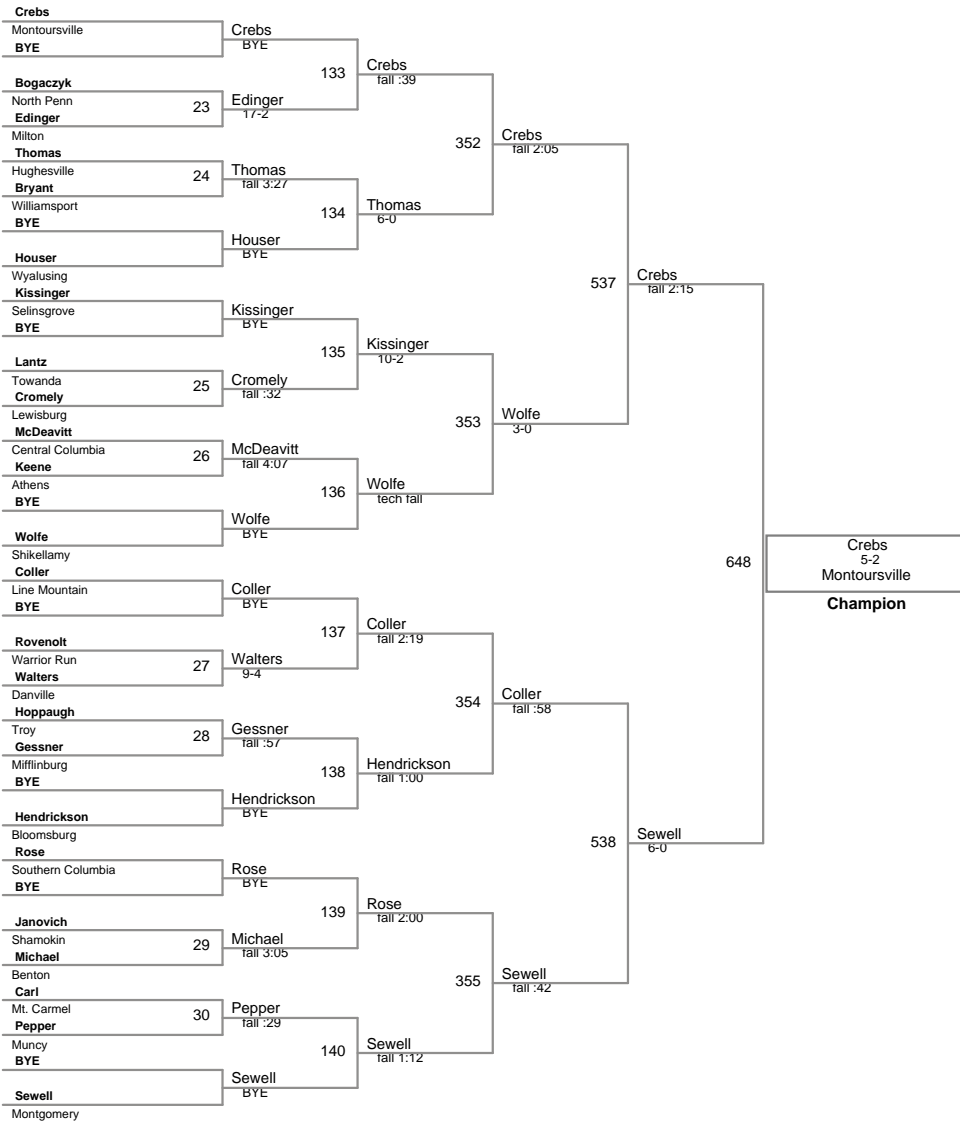 Crebs
Montoursville
BYE
Bogaczyk
North Penn
Edinger
Milton
Thomas
Hughesville
Bryant
Williamsport
BYE
Houser
Wyalusing
Kissinger
Selinsgrove
BYE
Lantz
Towanda
Cromely
Lewisburg
McDeavitt
Central Columbia
Keene
Athens
BYE
Wolfe
Shikellamy
Coller
Line Mountain
BYE
Rovenolt
Warrior Run
Walters
Danville
Hoppaugh
Troy
Gessner
Mifflinburg
BYE
Hendrickson
Bloomsburg
Rose
Southern Columbia
BYE
Janovich
Shamokin
Michael
Benton
Carl
Mt. Carmel
Pepper
Muncy
BYE
Sewell
Montgomery
23
24
25
26
27
28
29
30
Crebs
BYE
Edinger
17-2
Thomas
fall 3:27
Houser
BYE
Kissinger
BYE
Cromely
fall :32
McDeavitt
fall 4:07
Wolfe
BYE
Coller
BYE
Walters
9-4
Gessner
fall :57
Hendrickson
BYE
Rose
BYE
Michael
fall 3:05
Pepper
fall :29
Sewell
BYE
133
134
135
136
137
138
139
140
Crebs
fall :39
Thomas
6-0
Kissinger
10-2
Wolfe
tech fall
Coller
fall 2:19
Hendrickson
fall 1:00
Rose
fall 2:00
Sewell
fall 1:12
352
353
354
355
Crebs
fall 2:05
Wolfe
3-0
Coller
fall :58
Sewell
fall :42
537
538
Crebs
fall 2:15
Sewell
6-0
648
Crebs
5-2
Montoursville
Champion